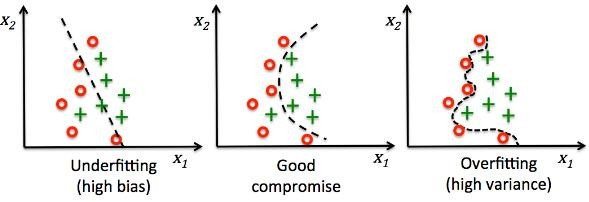 x2
x1
Underfitting
(high bias)
x2
x1
Good
compromise
x2
x1
Overfitting
(high variance)